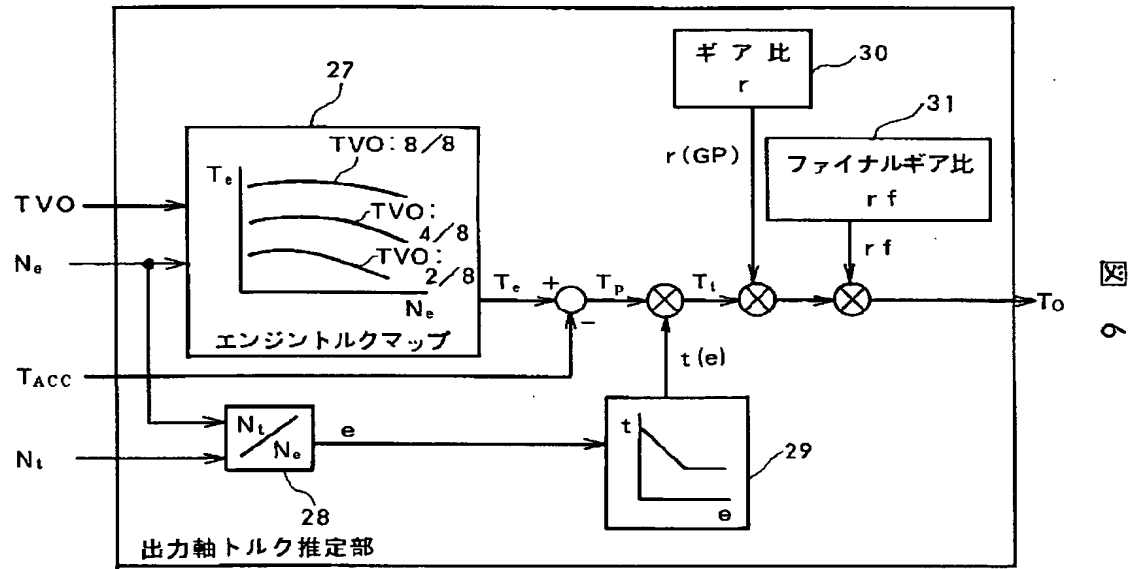 27
TVO: 8/8
Te
TVO:
4/8
TVO:
2/8
Ne
エンジントルクマップ
TVO
Ne
TACC
Nt
Nt/Ne
28
e
ギア比
r
30
r(GP)
ファイナルギア比
rf
31
rf
Te
+
-
Tp
Tt
t(e)
t
e
29
To
出力軸トルク推定部
図6